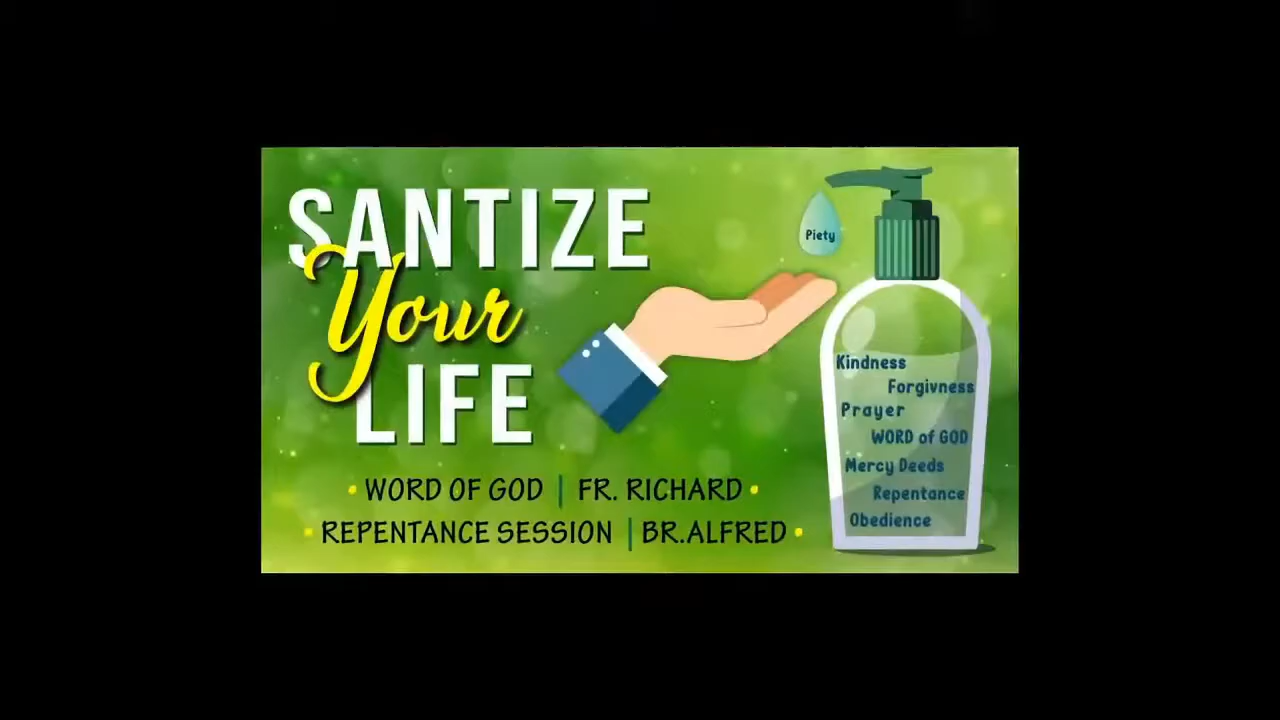 SANTIZE
Your
LIFE
• WORD OF GOD | FR. RICHARD •
• REPENTANCE SESSION | BR.ALFRED •
Piety
Kindness
Forgivness
Prayer
WORD of GOD
Mercy Deeds
Repentance
Obedience